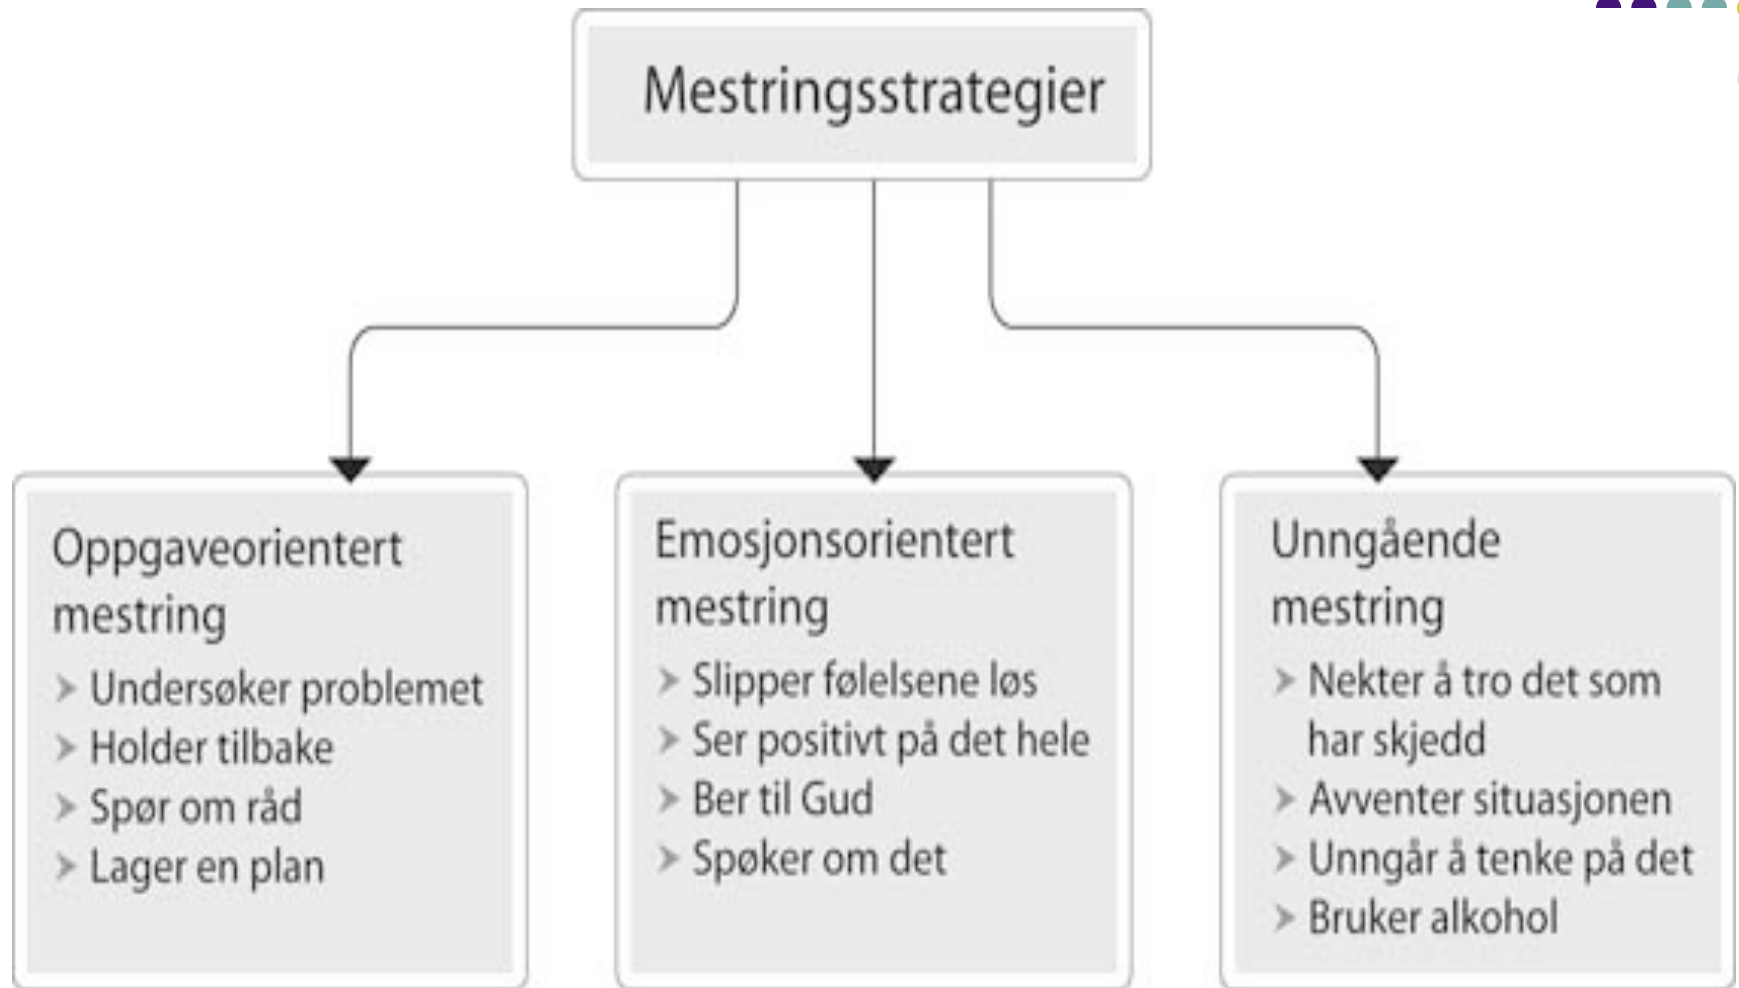 Mestringsstrategier
Oppgaveorientert
mestring
Undersøker problemet
Holder tilbake
Spør om råd
Lager en plan
Emosjonsorientert
mestring
Slipper følelsene løs
Ser positivt på det hele
Ber til Gud
Spøker om det
Unngående
mestring
Nekter å tro det som
har skjedd
Avventer situasjonen
Unngår å tenke på det
Bruker alkohol